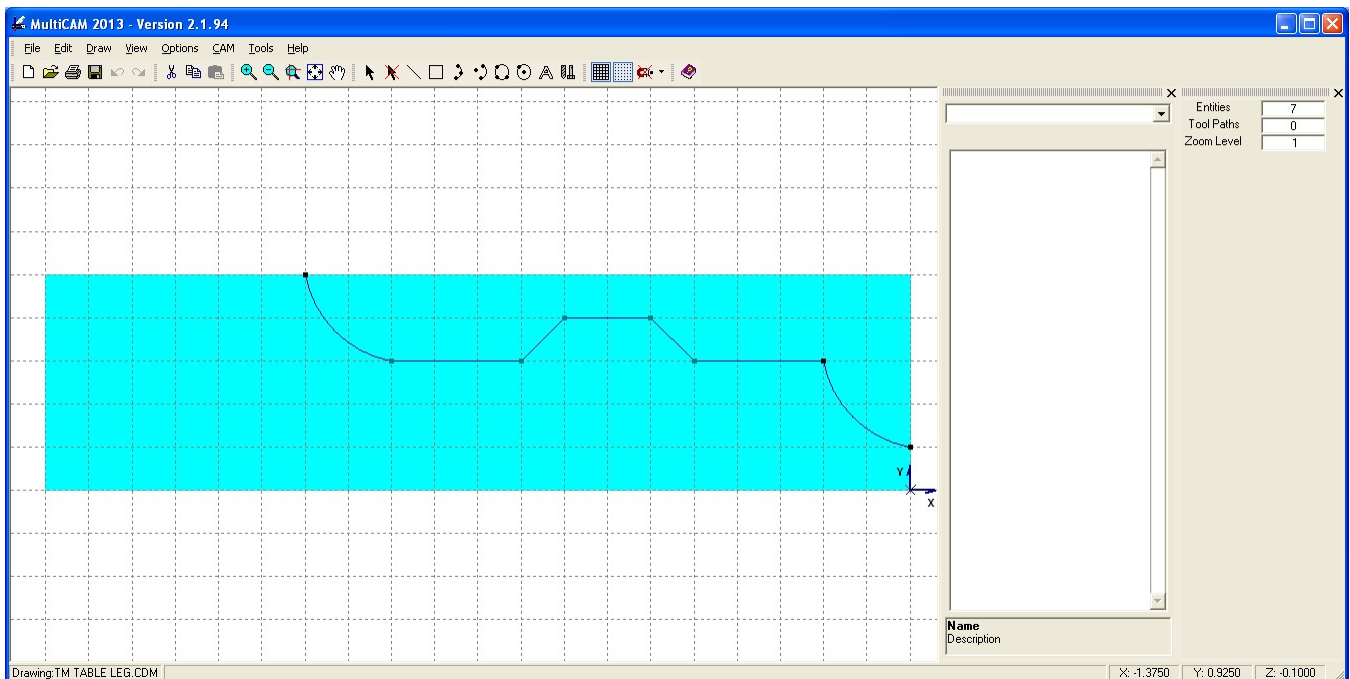 MultiCAM 2013 - Version 2.1.94
File Edit Draw View Options CAM Tools Help
Entities 7
Tool Paths 0
Zoom Level 1
Y
X
Name
Description
Drawing:TM TABLE LEG.CDM X: -1.3750 Y: 0.9250 Z: -0.1000